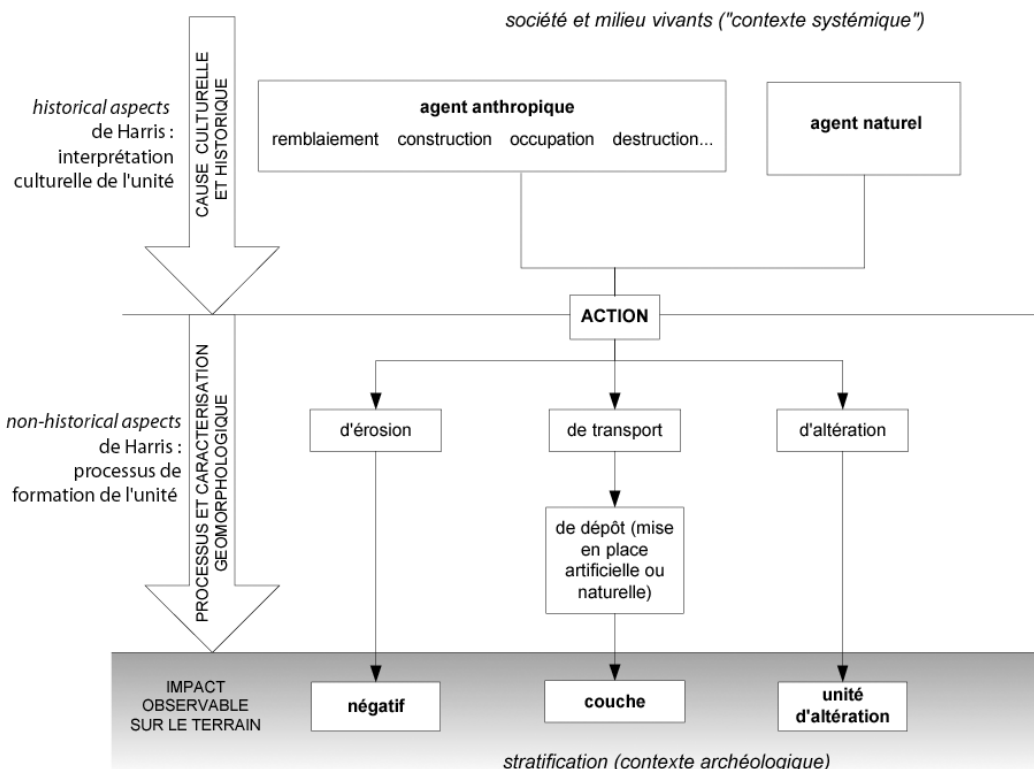 société et milieu vivants ("contexte systémique")
historical aspects
de Harris :
interprétation
culturelle de l'unité
CAUSE CULTURELLE
ET HISTORIQUE
agent anthropique
remblaiement construction occupation destruction...
agent naturel
ACTION
non-historical aspects
de Harris :
processus de
formation de l'unité
PROCESSUS ET CARACTERISATION
GEOMORPHOLOGIQUE
d'érosion
de transport
d'altération
de dépôt (mise
en place
artificielle ou
naturelle)
IMPACT
OBSERVABLE
SUR LE TERRAIN
négatif
couche
unité
d'altération
stratification (contexte archéologique)